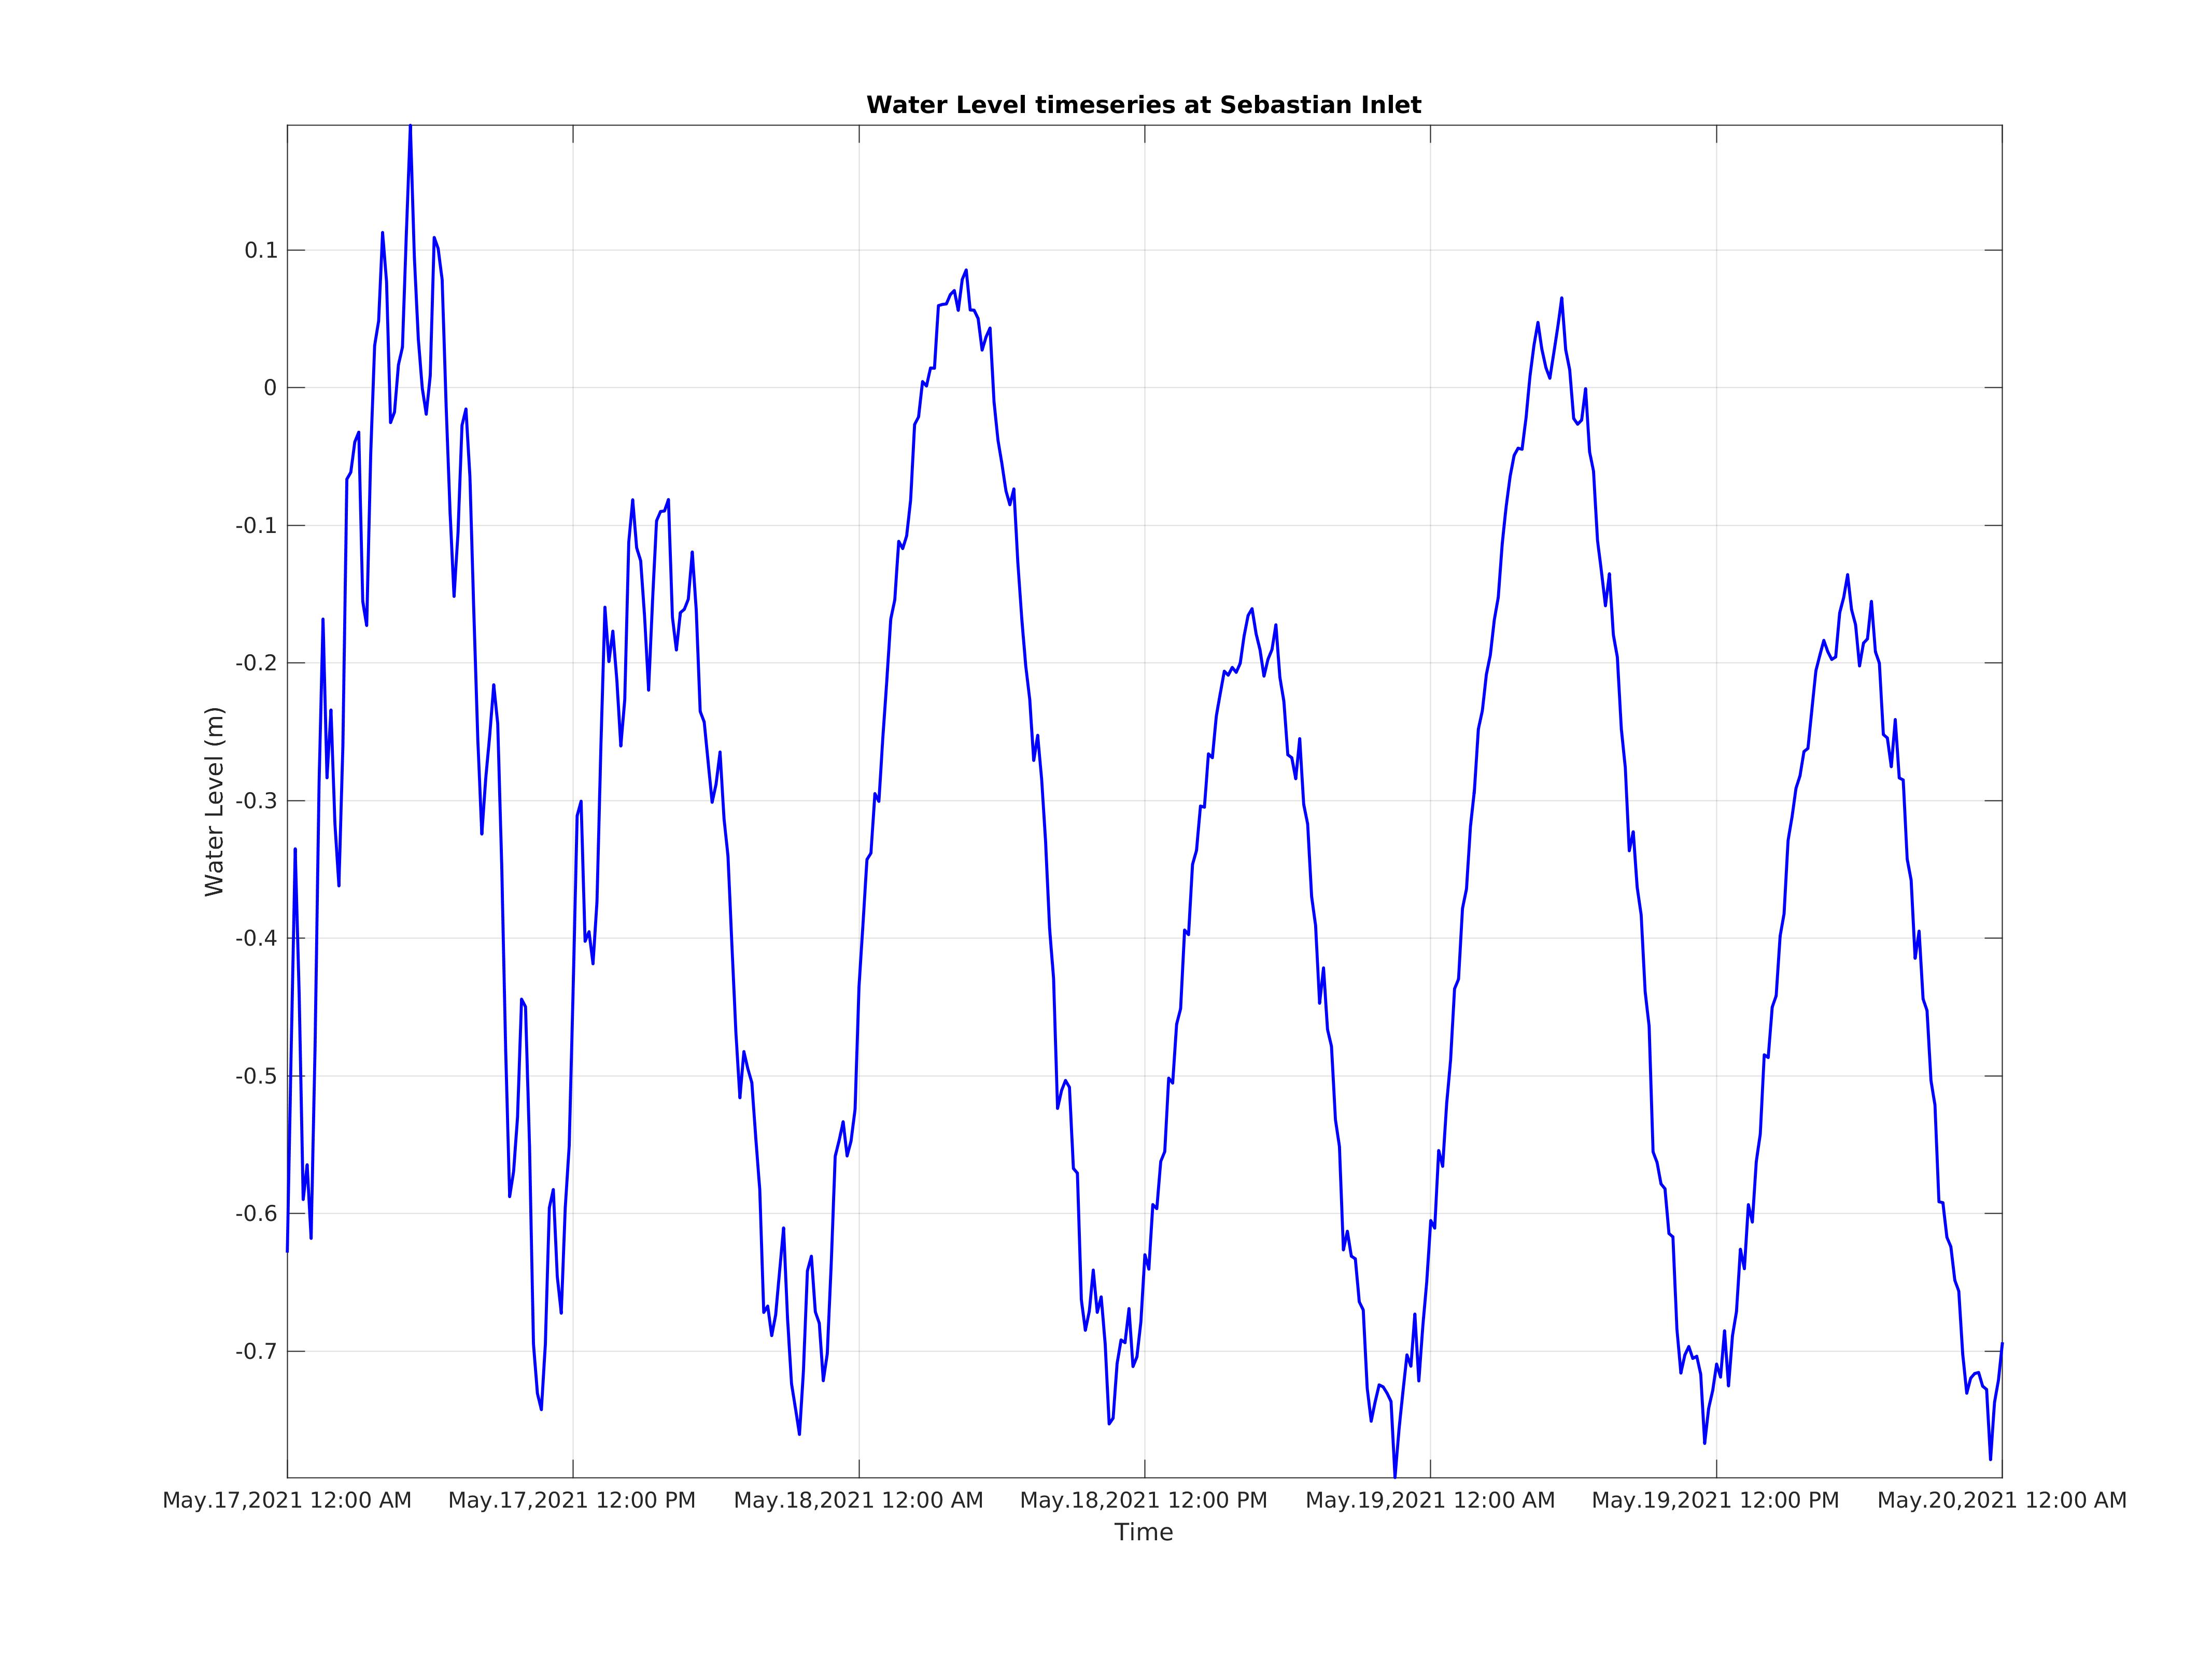 Water Level timeseries at Sebastian Inlet
0.1
0
-0.1
-0.2
-0.3
-0.4
-0.5
-0.6
-0.7
Water Level (m)
May.17,2021 12:00 AM May.17,2021 12:00 PM May.18,2021 12:00 AM May.18,2021 12:00 PM May.19,2021 12:00 AM May.19,2021 12:00 PM May.20,2021 12:00 AM
Time